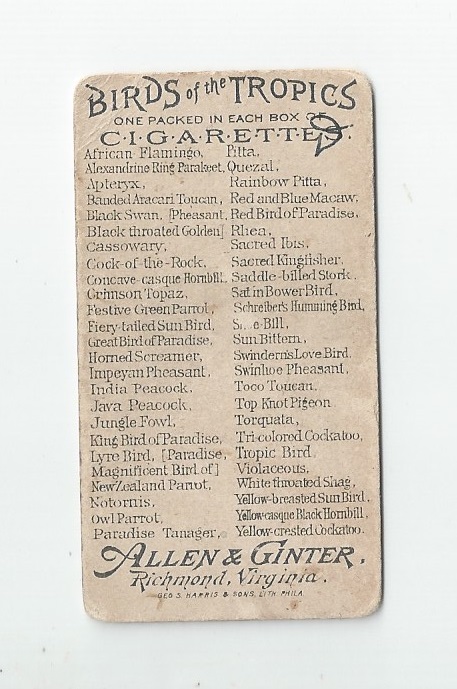 BIRDS of the TROPICS
ONE PACKED IN EACH BOX OF
C·I·G·A·R·E·T·T·E·S.
African Flamingo,
Alexandrine Ring Parakeet,
Apteryx,
Banded Aracari Toucan,
Black Swan, [Pheasant,
Black throated Golden]
Cassowary,
Cock-of-the-Rock,
Concave-casque Hornbill,
Crimson Topaz,
Festive Green Parrot,
Fiery-tailed Sun Bird,
Great Bird of Paradise,
Horned Screamer,
Impeyan Pheasant,
India Peacock,
Java Peacock,
Jungle Fowl,
King Bird of Paradise,
Lyre Bird, [Paradise,
Magnificent Bird of]
New Zealand Parrot,
Notornis,
Owl Parrot,
Paradise Tanager,
Pitta,
Quezal,
Rainbow Pitta,
Red and Blue Macaw,
Red Bird of Paradise,
Rhea,
Sacred Ibis,
Sacred Kingfisher,
Saddle-billed Stork,
Satin Bower Bird,
Schreiber's Humming Bird,
Bill,
Sun Bittern,
Swindern's Love Bird,
Swinhoe Pheasant,
Toco Toucan,
Top Knot Pigeon
Torquata,
Tri-colored Cockatoo,
Tropic Bird
Violaceous,
White throated Shag,
Yellow-breasted Sun Bird,
Yellow-casque Black Hornbill,
Yellow-crested Cockatoo.
ALLEN & GINTER,
Richmond, Virginia.
GEO S. HARRIS & SONS, LITH. PHILA.